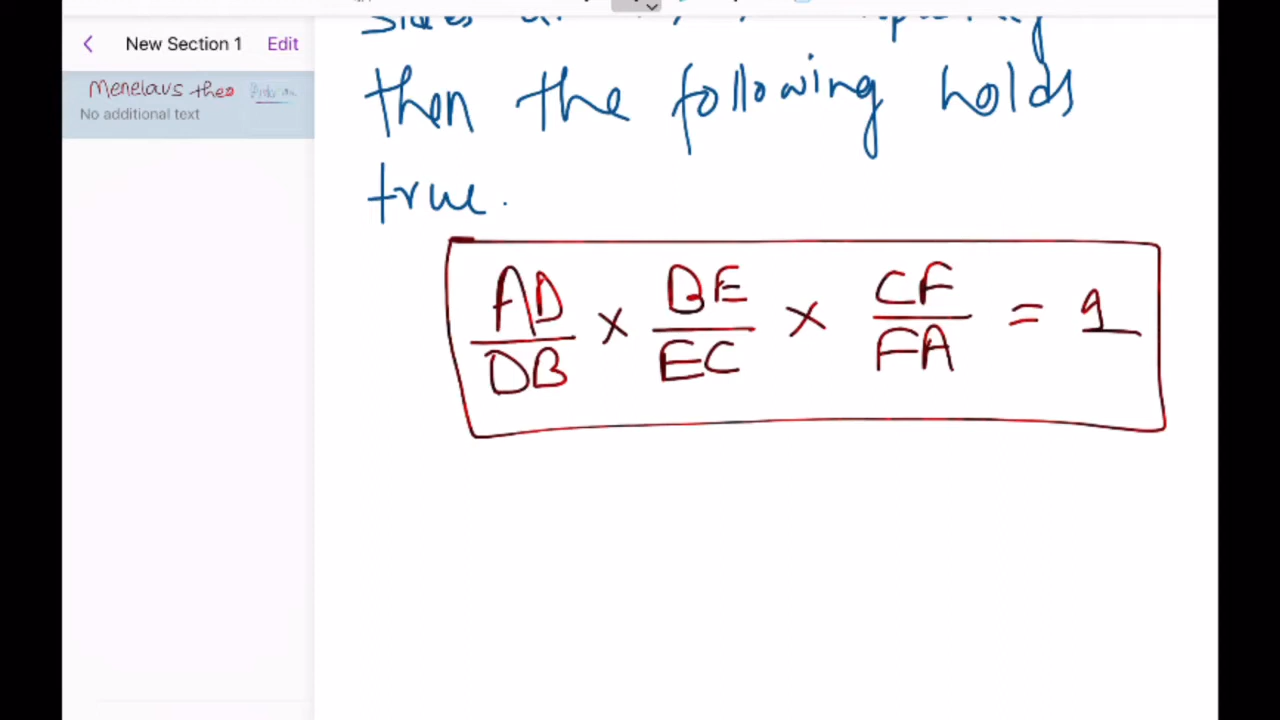 New Section 1 Edit
Menelaus theo
No additional text
then the following holds
true.
AD/DB × BE/EC × CF/FA = 1